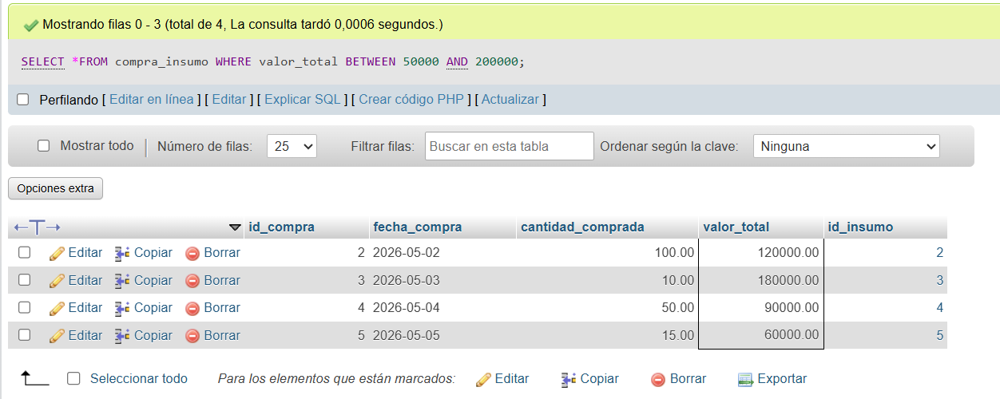 Mostrando filas 0 - 3 (total de 4, La consulta tardó 0,0006 segundos.)
SELECT *FROM compra_insumo WHERE valor_total BETWEEN 50000 AND 200000;
Perfilando [ Editar en línea ] [ Editar ] [ Explicar SQL ] [ Crear código PHP ] [ Actualizar ]
Mostrar todo Número de filas: 25 Filtrar filas: Buscar en esta tabla Ordenar según la clave: Ninguna
Opciones extra
id_compra fecha_compra cantidad_comprada valor_total id_insumo
Editar Copiar Borrar 2 2026-05-02 100.00 120000.00 2
Editar Copiar Borrar 3 2026-05-03 10.00 180000.00 3
Editar Copiar Borrar 4 2026-05-04 50.00 90000.00 4
Editar Copiar Borrar 5 2026-05-05 15.00 60000.00 5
Seleccionar todo Para los elementos que están marcados: Editar Copiar Borrar Exportar